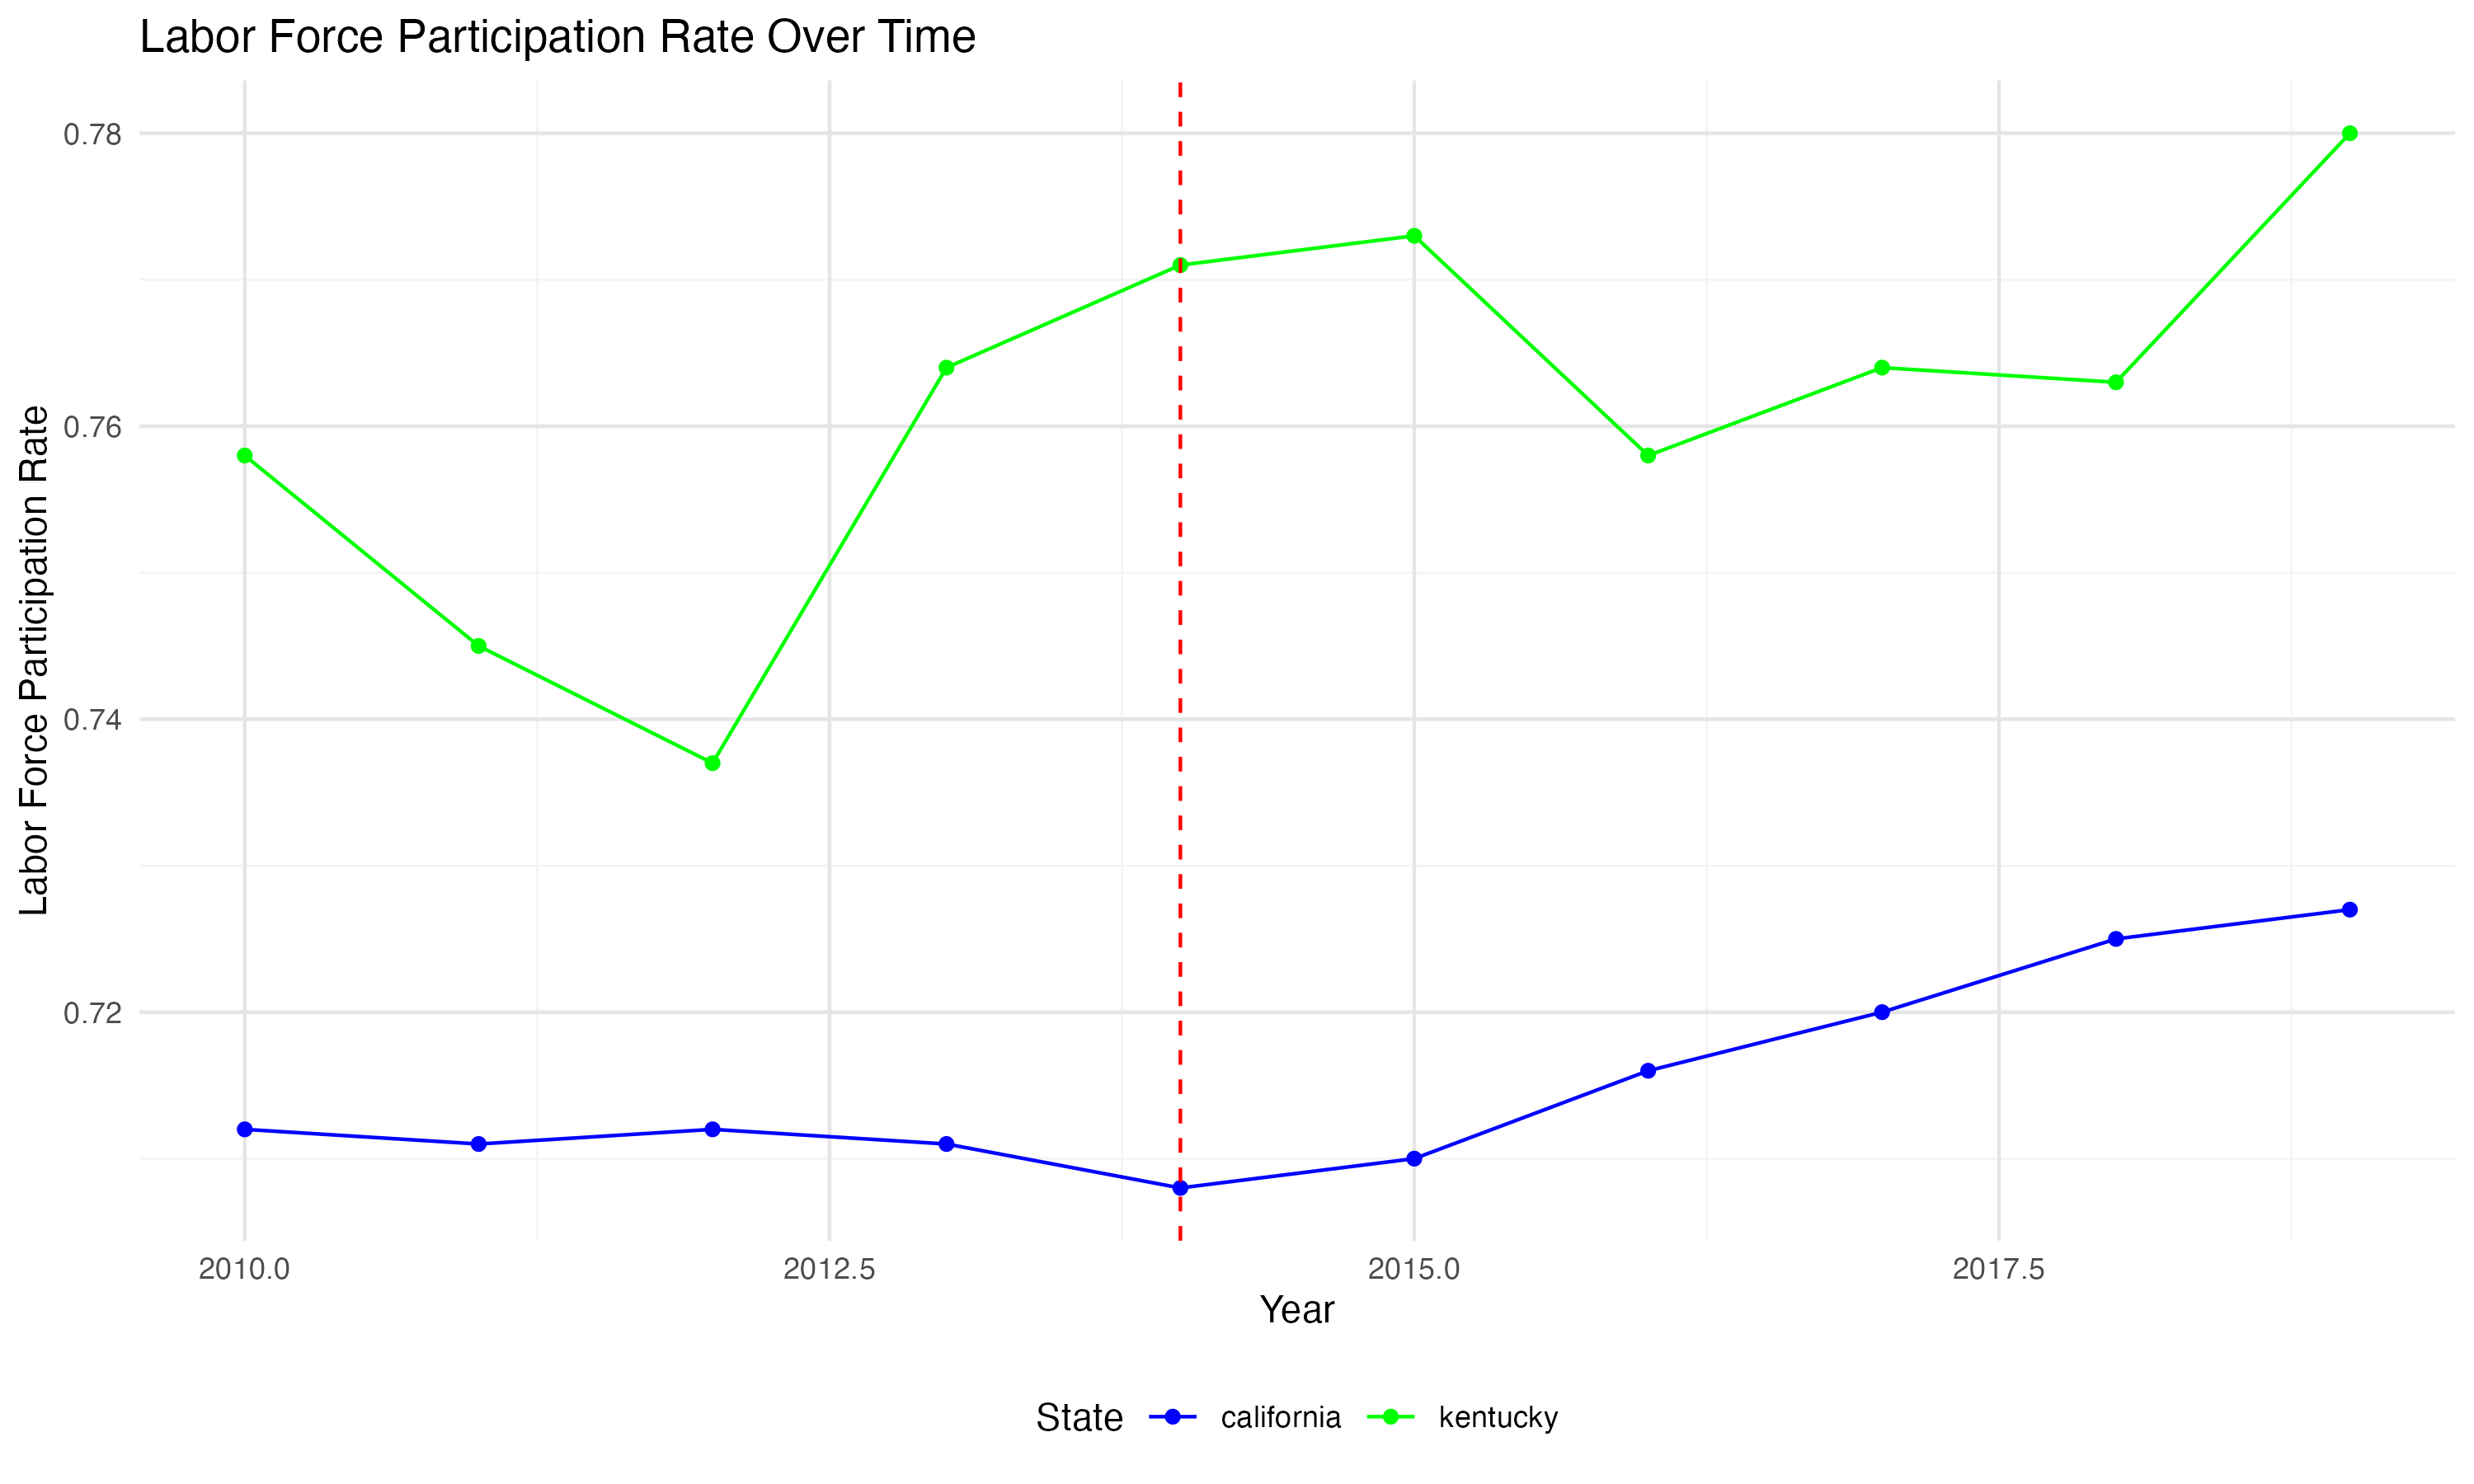 Labor Force Participation Rate Over Time
Labor Force Participation Rate
0.78
0.76
0.74
0.72
2010.0 2012.5 2015.0 2017.5
Year
State california kentucky